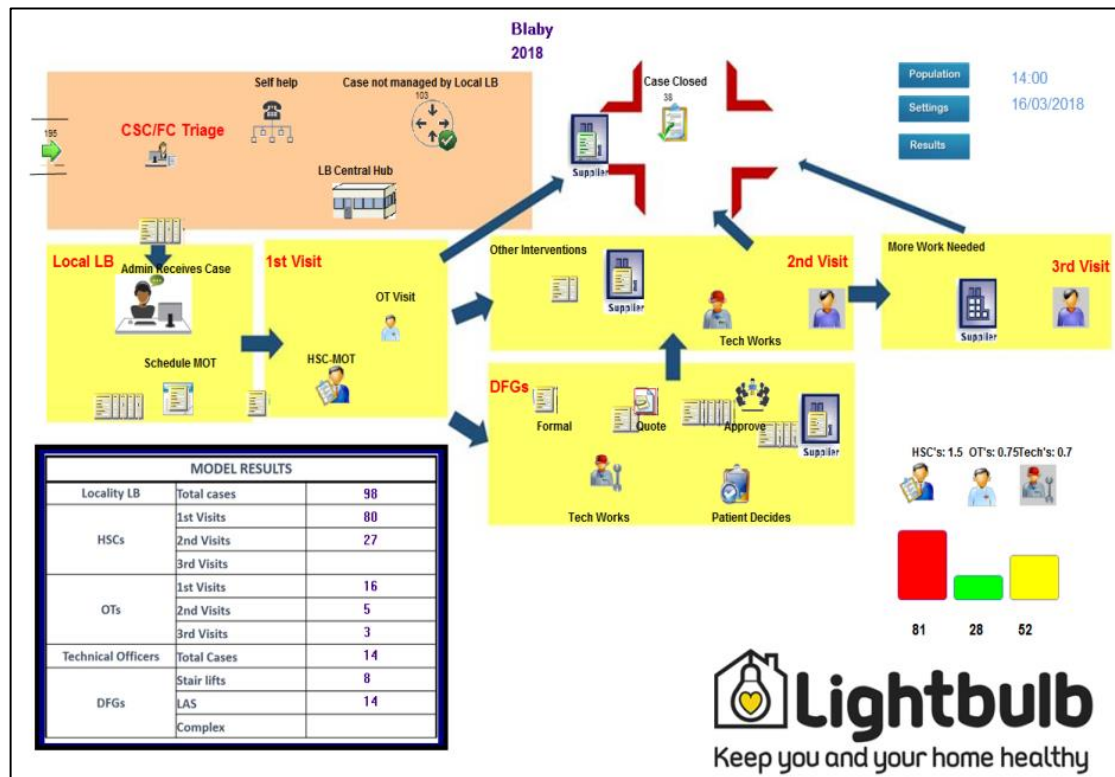 Blaby
2018
Self help
Case not managed by Local LB
103
Case Closed
38
Population
14:00
Settings
16/03/2018
Results
195
CSC/FC Triage
LB Central Hub
Supplier
Local LB
Admin Receives Case
1st Visit
OT Visit
Schedule MOT
HSC-MOT
Other Interventions
2nd Visit
Supplier
Tech Works
More Work Needed
3rd Visit
Supplier
DFGs
Formal
Quote
Approve
Supplier
Tech Works
Patient Decides
MODEL RESULTS
Locality LB Total cases 98
HSCs 1st Visits 80
2nd Visits 27
3rd Visits
OTs 1st Visits 16
2nd Visits 5
3rd Visits 3
Technical Officers Total Cases 14
DFGs Stair lifts 8
LAS 14
Complex
HSC's: 1.5 OT's: 0.75Tech's: 0.7
81 28 52
Lightbulb
Keep you and your home healthy